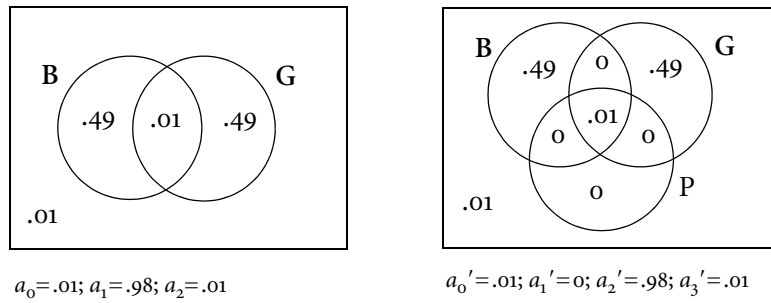 B G
.49 .01 .49
.01
a₀=.01; a₁=.98; a₂=.01
B G
.49 0 .49
.01
0 0
P
.01 0
a₀'=.01; a₁'=0; a₂'=.98; a₃'=.01